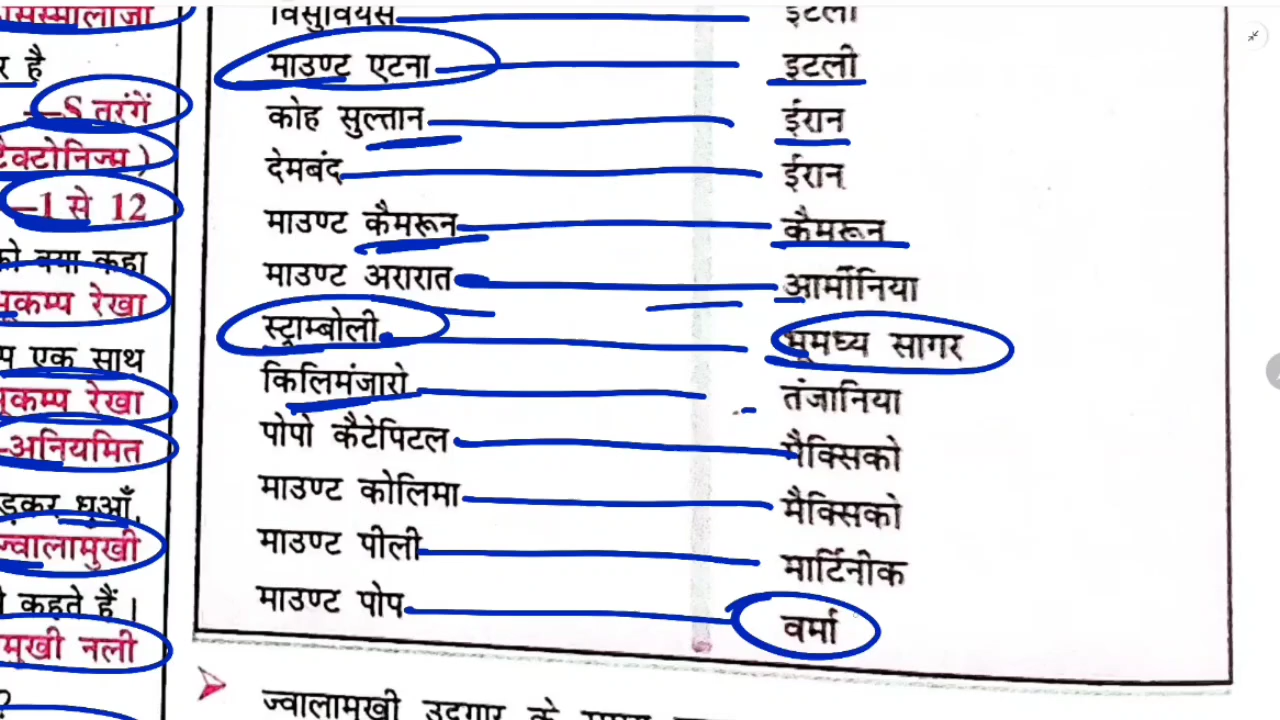 र है
—S तरंगें
टैक्टोनिज्म )
—1 से 12
को क्या कहा
भूकम्प रेखा
एक साथ
भूकम्प रेखा
-अनियमित
धुआँ,
ज्वालामुखी
कहते हैं ।
मुखी नली
विसुवियस इटली
माउण्ट एटना इटली
कोह सुल्तान ईरान
देमबंद ईरान
माउण्ट कैमरून कैमरून
माउण्ट अरारात आर्मीनिया
स्ट्राम्बोली भूमध्य सागर
किलिमंजारो तंजानिया
पोपो कैटेपिटल मैक्सिको
माउण्ट कोलिमा मैक्सिको
माउण्ट पीली मार्टिनीक
माउण्ट पोप वर्मा
ज्वालामुखी उद्गार के समय